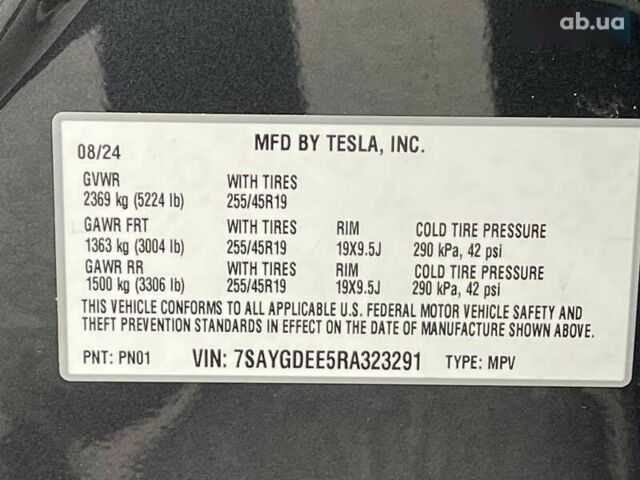 ab.ua
08/24 MFD BY TESLA, INC.
GVWR WITH TIRES
2369 kg (5224 lb) 255/45R19
GAWR FRT WITH TIRES RIM COLD TIRE PRESSURE
1363 kg (3004 lb) 255/45R19 19X9.5J 290 kPa, 42 psi
GAWR RR WITH TIRES RIM COLD TIRE PRESSURE
1500 kg (3306 lb) 255/45R19 19X9.5J 290 kPa, 42 psi
THIS VEHICLE CONFORMS TO ALL APPLICABLE U.S. FEDERAL MOTOR VEHICLE SAFETY AND
THEFT PREVENTION STANDARDS IN EFFECT ON THE DATE OF MANUFACTURE SHOWN ABOVE.
PNT: PN01 VIN: 7SAYGDEE5RA323291 TYPE: MPV